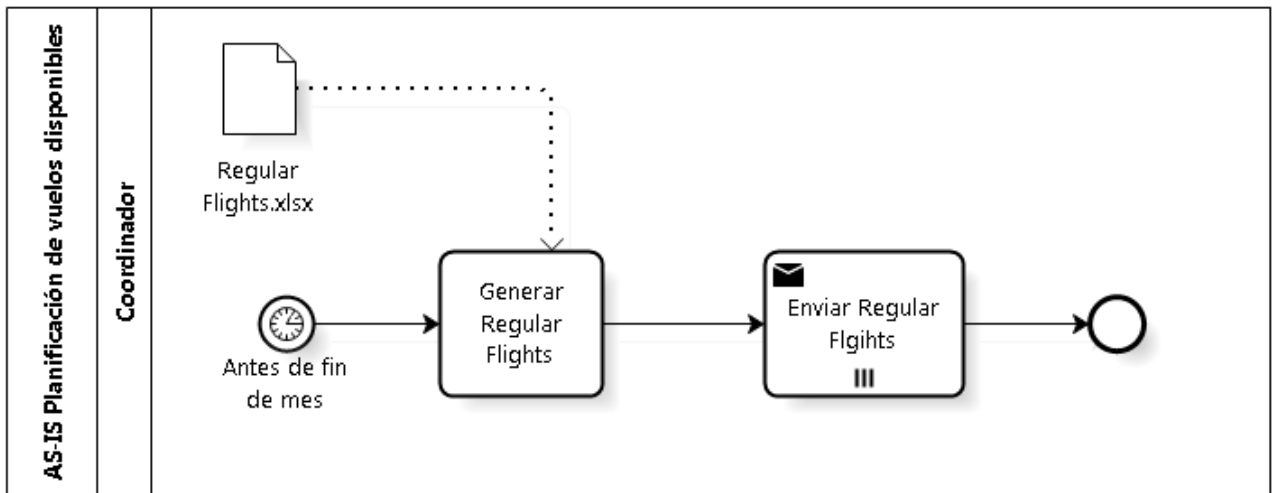 AS-IS Planificación de vuelos disponibles
Coordinador
Regular
Flights.xlsx
Antes de fin
de mes
Generar
Regular
Flights
Enviar Regular
Flgihts